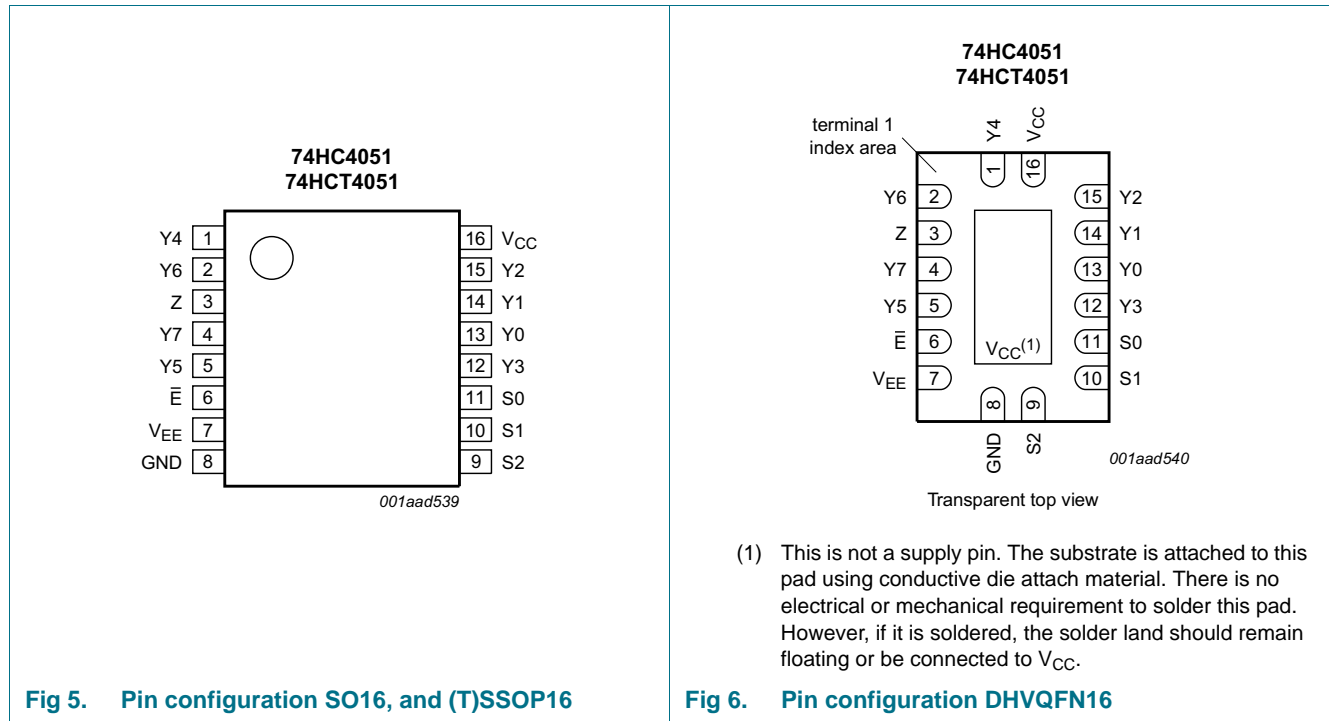 74HC4051
74HCT4051
Y4 1
Y6 2
Z 3
Y7 4
Y5 5
E̅ 6
VEE 7
GND 8
16 VCC
15 Y2
14 Y1
13 Y0
12 Y3
11 S0
10 S1
9 S2
001aad539
Fig 5. Pin configuration SO16, and (T)SSOP16
74HC4051
74HCT4051
terminal 1
index area
Y4
VCC
1
16
Y6 2
Z 3
Y7 4
Y5 5
E̅ 6
VEE 7
15 Y2
14 Y1
13 Y0
12 Y3
11 S0
10 S1
VCC(1)
8
9
GND
S2
001aad540
Transparent top view
(1) This is not a supply pin. The substrate is attached to this
pad using conductive die attach material. There is no
electrical or mechanical requirement to solder this pad.
However, if it is soldered, the solder land should remain
floating or be connected to VCC.
Fig 6. Pin configuration DHVQFN16